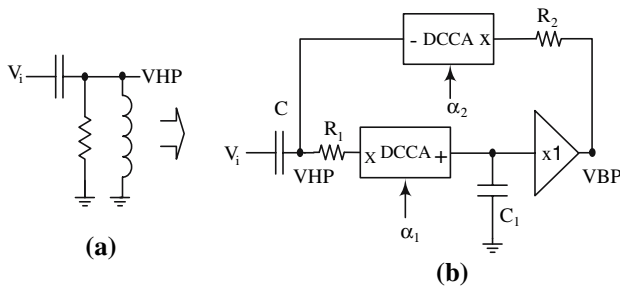 Vi
VHP
(a)
- DCCA X
R2
α2
C
R1
X DCCA +
x1
Vi
VHP
VBP
C1
α1
(b)